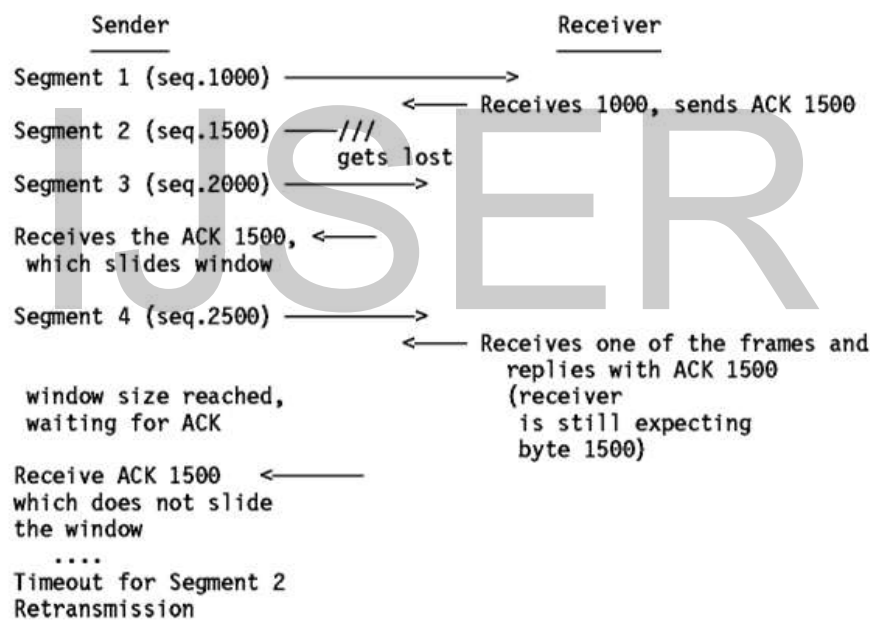 Sender Receiver
Segment 1 (seq.1000)
Receives 1000, sends ACK 1500
Segment 2 (seq.1500) ///
gets lost
Segment 3 (seq.2000)
Receives the ACK 1500,
which slides window
Segment 4 (seq.2500)
Receives one of the frames and
replies with ACK 1500
(receiver
is still expecting
byte 1500)
window size reached,
waiting for ACK
Receive ACK 1500
which does not slide
the window
....
Timeout for Segment 2
Retransmission
IJSER